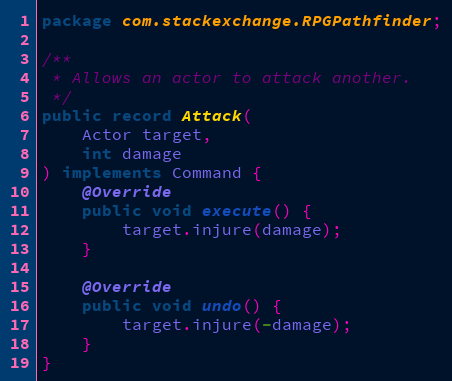 1 package com.stackexchange.RPGPathfinder;
2
3 /**
4  * Allows an actor to attack another.
5  */
6 public record Attack(
7     Actor target,
8     int damage
9 ) implements Command {
10     @Override
11     public void execute() {
12         target.injure(damage);
13     }
14
15     @Override
16     public void undo() {
17         target.injure(-damage);
18     }
19 }